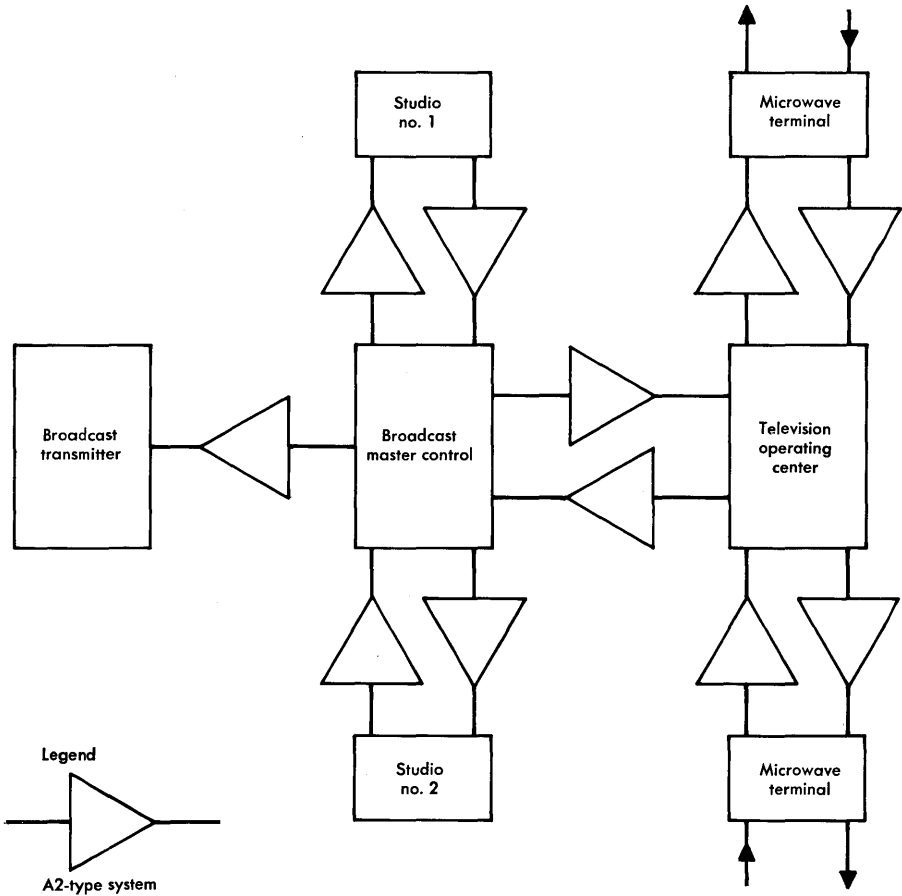 Studio
no. 1
Microwave
terminal
Broadcast
transmitter
Broadcast
master control
Television
operating
center
Studio
no. 2
Microwave
terminal
Legend
A2-type system